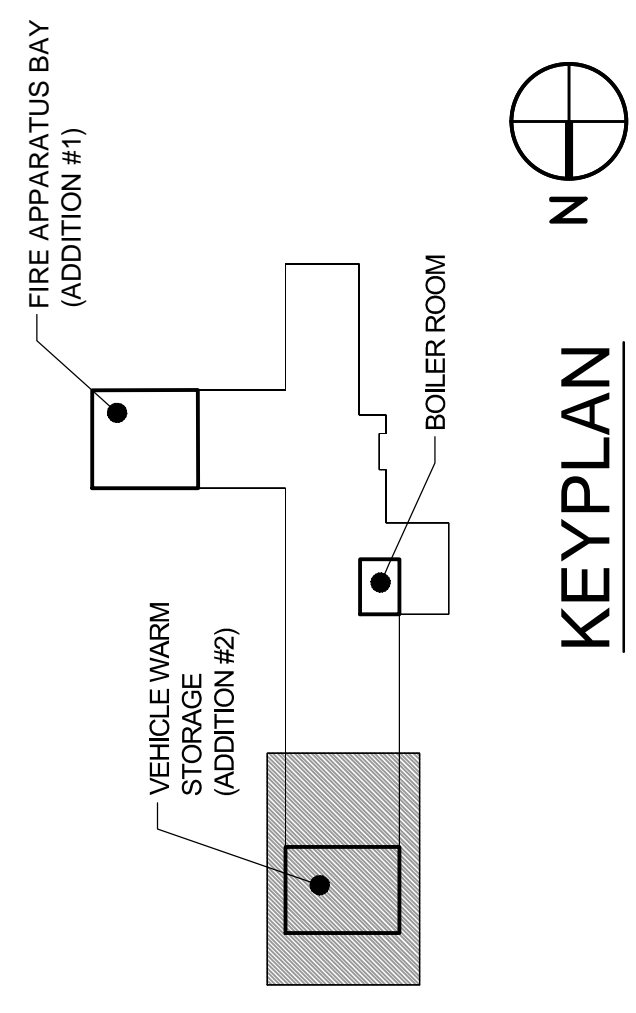 FIRE APPARATUS BAY
(ADDITION #1)
BOILER ROOM
VEHICLE WARM
STORAGE
(ADDITION #2)
N
KEYPLAN